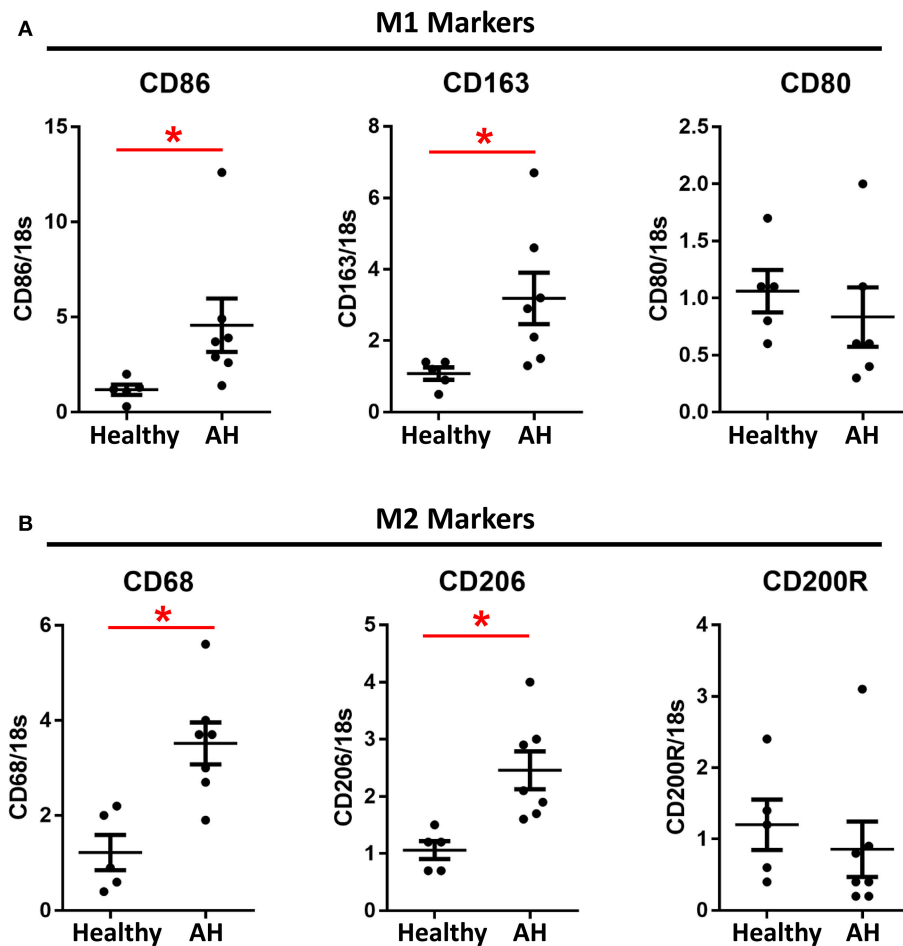 A
M1 Markers
CD86 CD163 CD80
* *
CD86/18s
15
10
5
0
Healthy AH
CD163/18s
8
6
4
2
0
Healthy AH
CD80/18s
2.5
2.0
1.5
1.0
0.5
0.0
Healthy AH
B
M2 Markers
CD68 CD206 CD200R
* *
CD68/18s
6
4
2
0
Healthy AH
CD206/18s
5
4
3
2
1
0
Healthy AH
CD200R/18s
4
3
2
1
0
Healthy AH